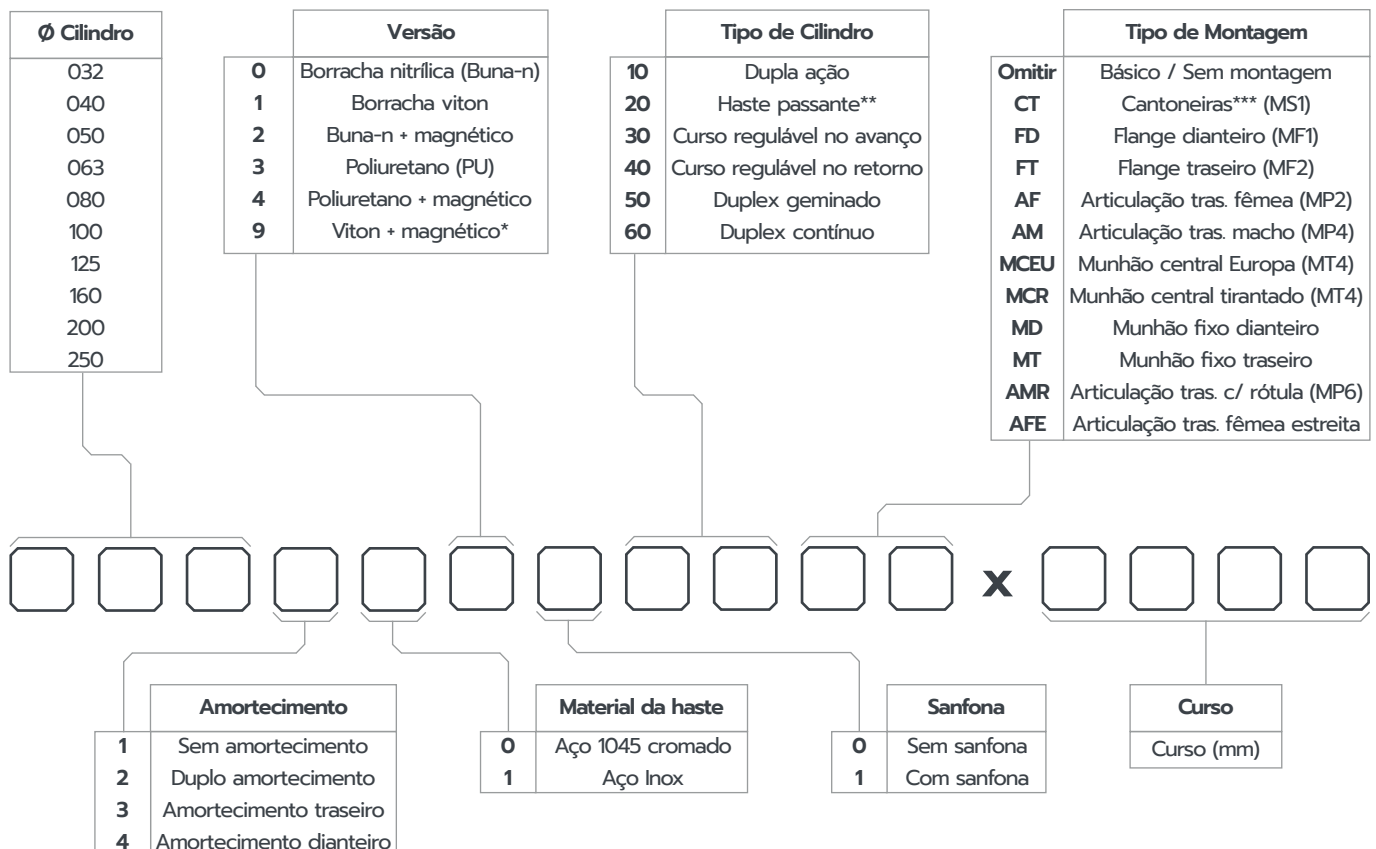 Ø Cilindro
032
040
050
063
080
100
125
160
200
250
Versão
0 Borracha nitrílica (Buna-n)
1 Borracha viton
2 Buna-n + magnético
3 Poliuretano (PU)
4 Poliuretano + magnético
9 Viton + magnético*
Tipo de Cilindro
10 Dupla ação
20 Haste passante**
30 Curso regulável no avanço
40 Curso regulável no retorno
50 Duplex geminado
60 Duplex contínuo
Tipo de Montagem
Omitir Básico / Sem montagem
CT Cantoneiras*** (MS1)
FD Flange dianteiro (MF1)
FT Flange traseiro (MF2)
AF Articulação tras. fêmea (MP2)
AM Articulação tras. macho (MP4)
MCEU Munhão central Europa (MT4)
MCR Munhão central tirantado (MT4)
MD Munhão fixo dianteiro
MT Munhão fixo traseiro
AMR Articulação tras. c/ rótula (MP6)
AFE Articulação tras. fêmea estreita
x
Amortecimento
1 Sem amortecimento
2 Duplo amortecimento
3 Amortecimento traseiro
4 Amortecimento dianteiro
Material da haste
0 Aço 1045 cromado
1 Aço Inox
Sanfona
0 Sem sanfona
1 Com sanfona
Curso
Curso (mm)